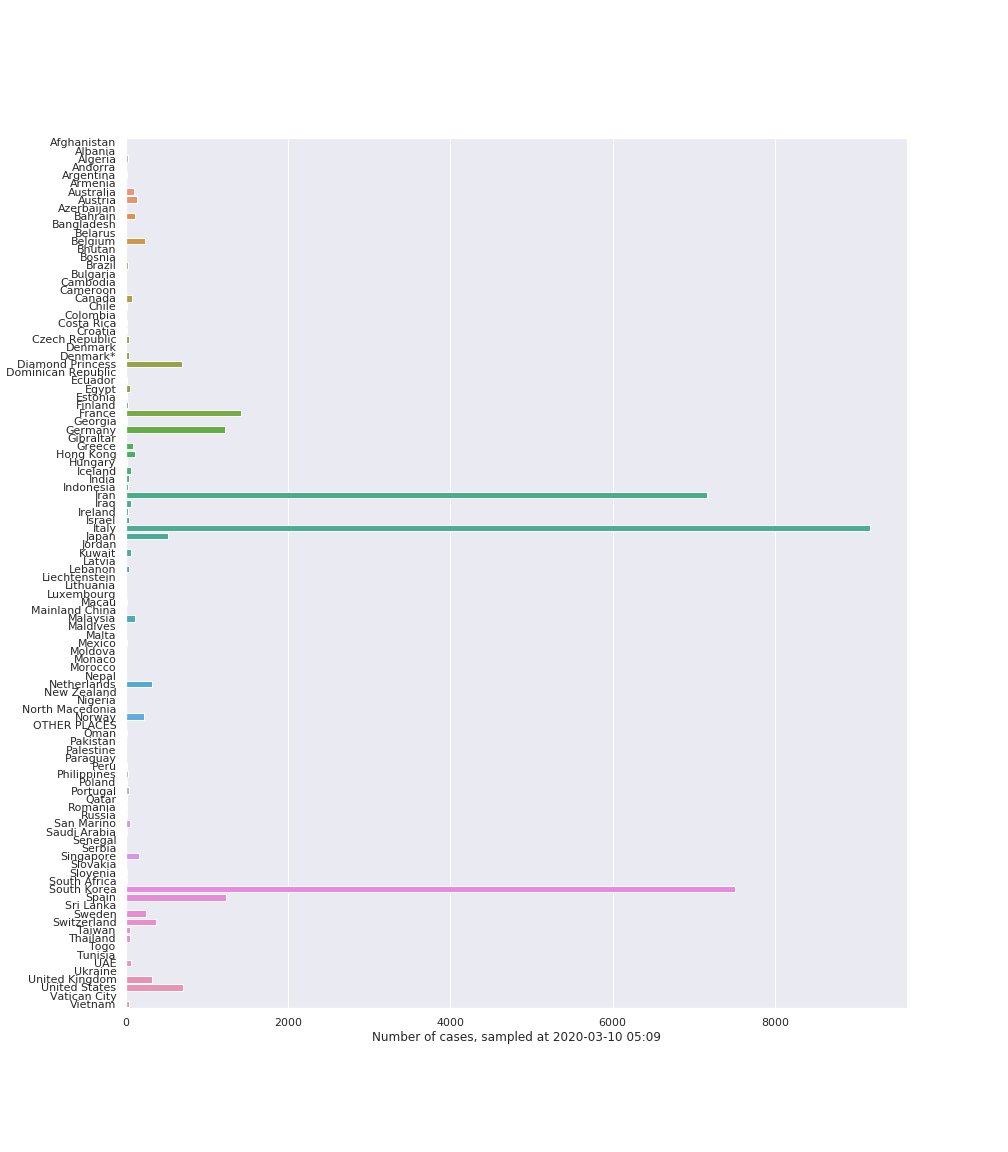 Afghanistan
Albania
Algeria
Andorra
Argentina
Armenia
Australia
Austria
Azerbaijan
Bahrain
Bangladesh
Belarus
Belgium
Bhutan
Bosnia
Brazil
Bulgaria
Cambodia
Cameroon
Canada
Chile
Colombia
Costa Rica
Croatia
Czech Republic
Denmark
Denmark*
Diamond Princess
Dominican Republic
Ecuador
Egypt
Estonia
Finland
France
Georgia
Germany
Gibraltar
Greece
Hong Kong
Hungary
Iceland
India
Indonesia
Iran
Iraq
Ireland
Israel
Italy
Japan
Jordan
Kuwait
Latvia
Lebanon
Liechtenstein
Lithuania
Luxembourg
Macau
Mainland China
Malaysia
Maldives
Malta
Mexico
Moldova
Monaco
Morocco
Nepal
Netherlands
New Zealand
Nigeria
North Macedonia
Norway
OTHER PLACES
Oman
Pakistan
Palestine
Paraguay
Peru
Philippines
Poland
Portugal
Qatar
Romania
Russia
San Marino
Saudi Arabia
Senegal
Serbia
Singapore
Slovakia
Slovenia
South Africa
South Korea
Spain
Sri Lanka
Sweden
Switzerland
Taiwan
Thailand
Togo
Tunisia
UAE
Ukraine
United Kingdom
United States
Vatican City
Vietnam
0 2000 4000 6000 8000
Number of cases, sampled at 2020-03-10 05:09